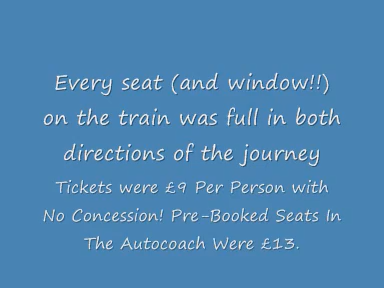 Every seat (and window!!)
on the train was full in both
directions of the journey
Tickets were £9 Per Person with
No Concession! Pre-Booked Seats In
The Autocoach Were £13.